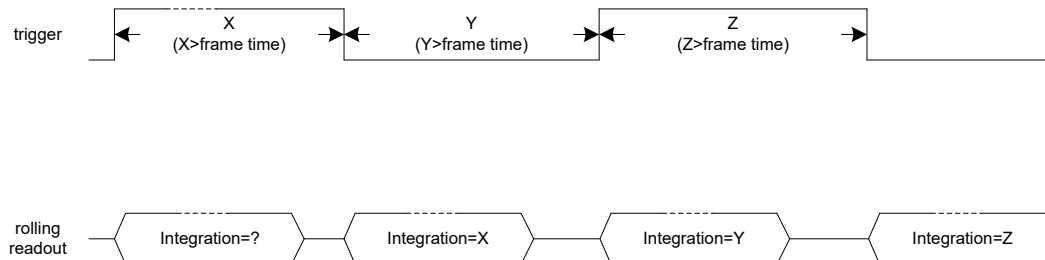 trigger
X
(X>frame time)
Y
(Y>frame time)
Z
(Z>frame time)
rolling
readout
Integration=?
Integration=X
Integration=Y
Integration=Z